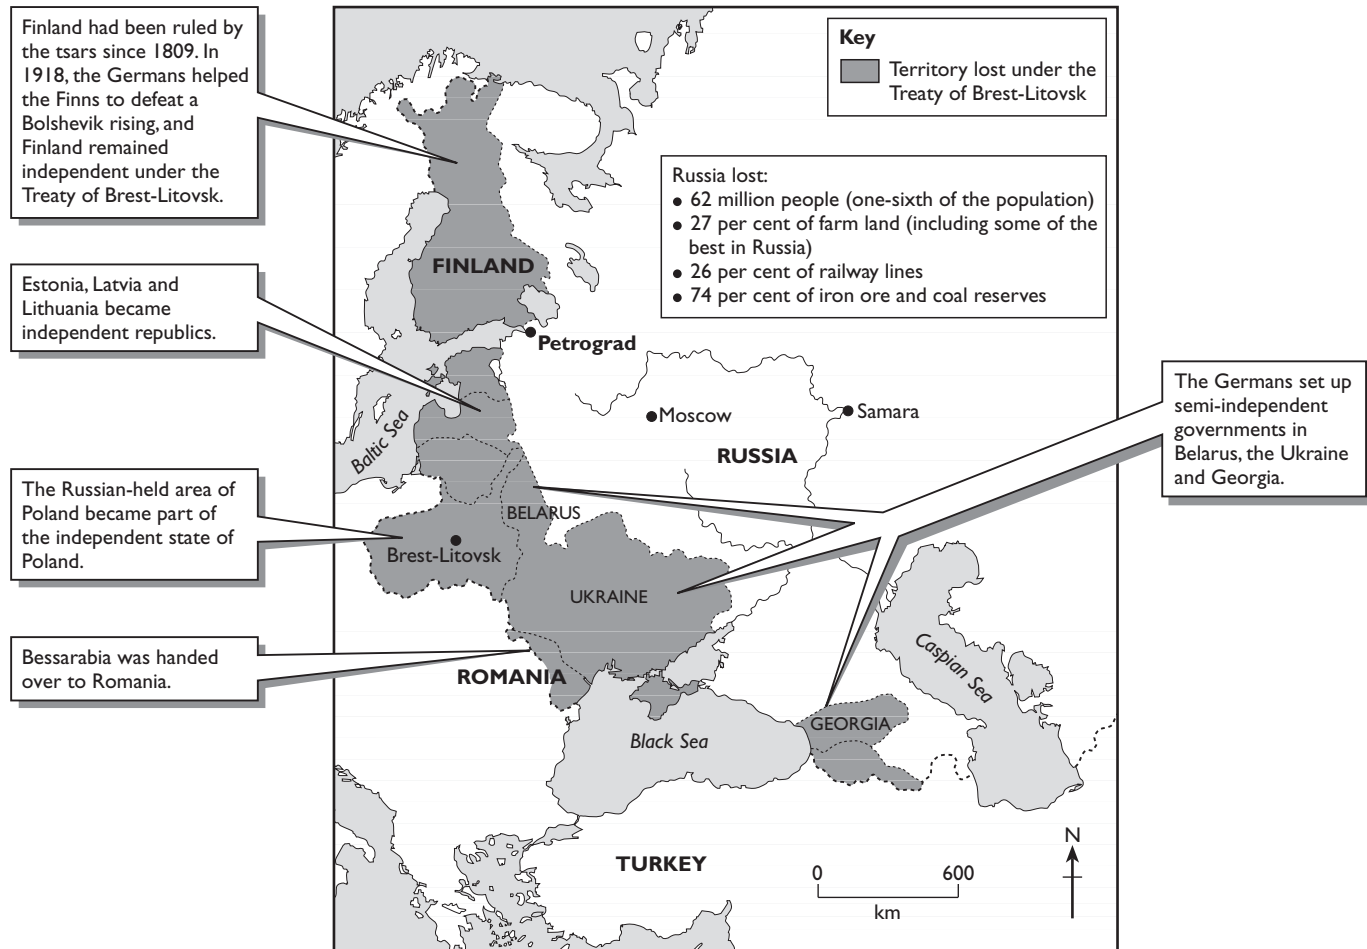 Finland had been ruled by
the tsars since 1809. In
1918, the Germans helped
the Finns to defeat a
Bolshevik rising, and
Finland remained
independent under the
Treaty of Brest-Litovsk.
Estonia, Latvia and
Lithuania became
independent republics.
The Russian-held area of
Poland became part of
the independent state of
Poland.
Bessarabia was handed
over to Romania.
Key
Territory lost under the
Treaty of Brest-Litovsk
Russia lost:
• 62 million people (one-sixth of the population)
• 27 per cent of farm land (including some of the
best in Russia)
• 26 per cent of railway lines
• 74 per cent of iron ore and coal reserves
FINLAND
Petrograd
Moscow
Samara
Baltic Sea
RUSSIA
BELARUS
Brest-Litovsk
UKRAINE
ROMANIA
Caspian Sea
GEORGIA
Black Sea
TURKEY
N
0 600
km
The Germans set up
semi-independent
governments in
Belarus, the Ukraine
and Georgia.